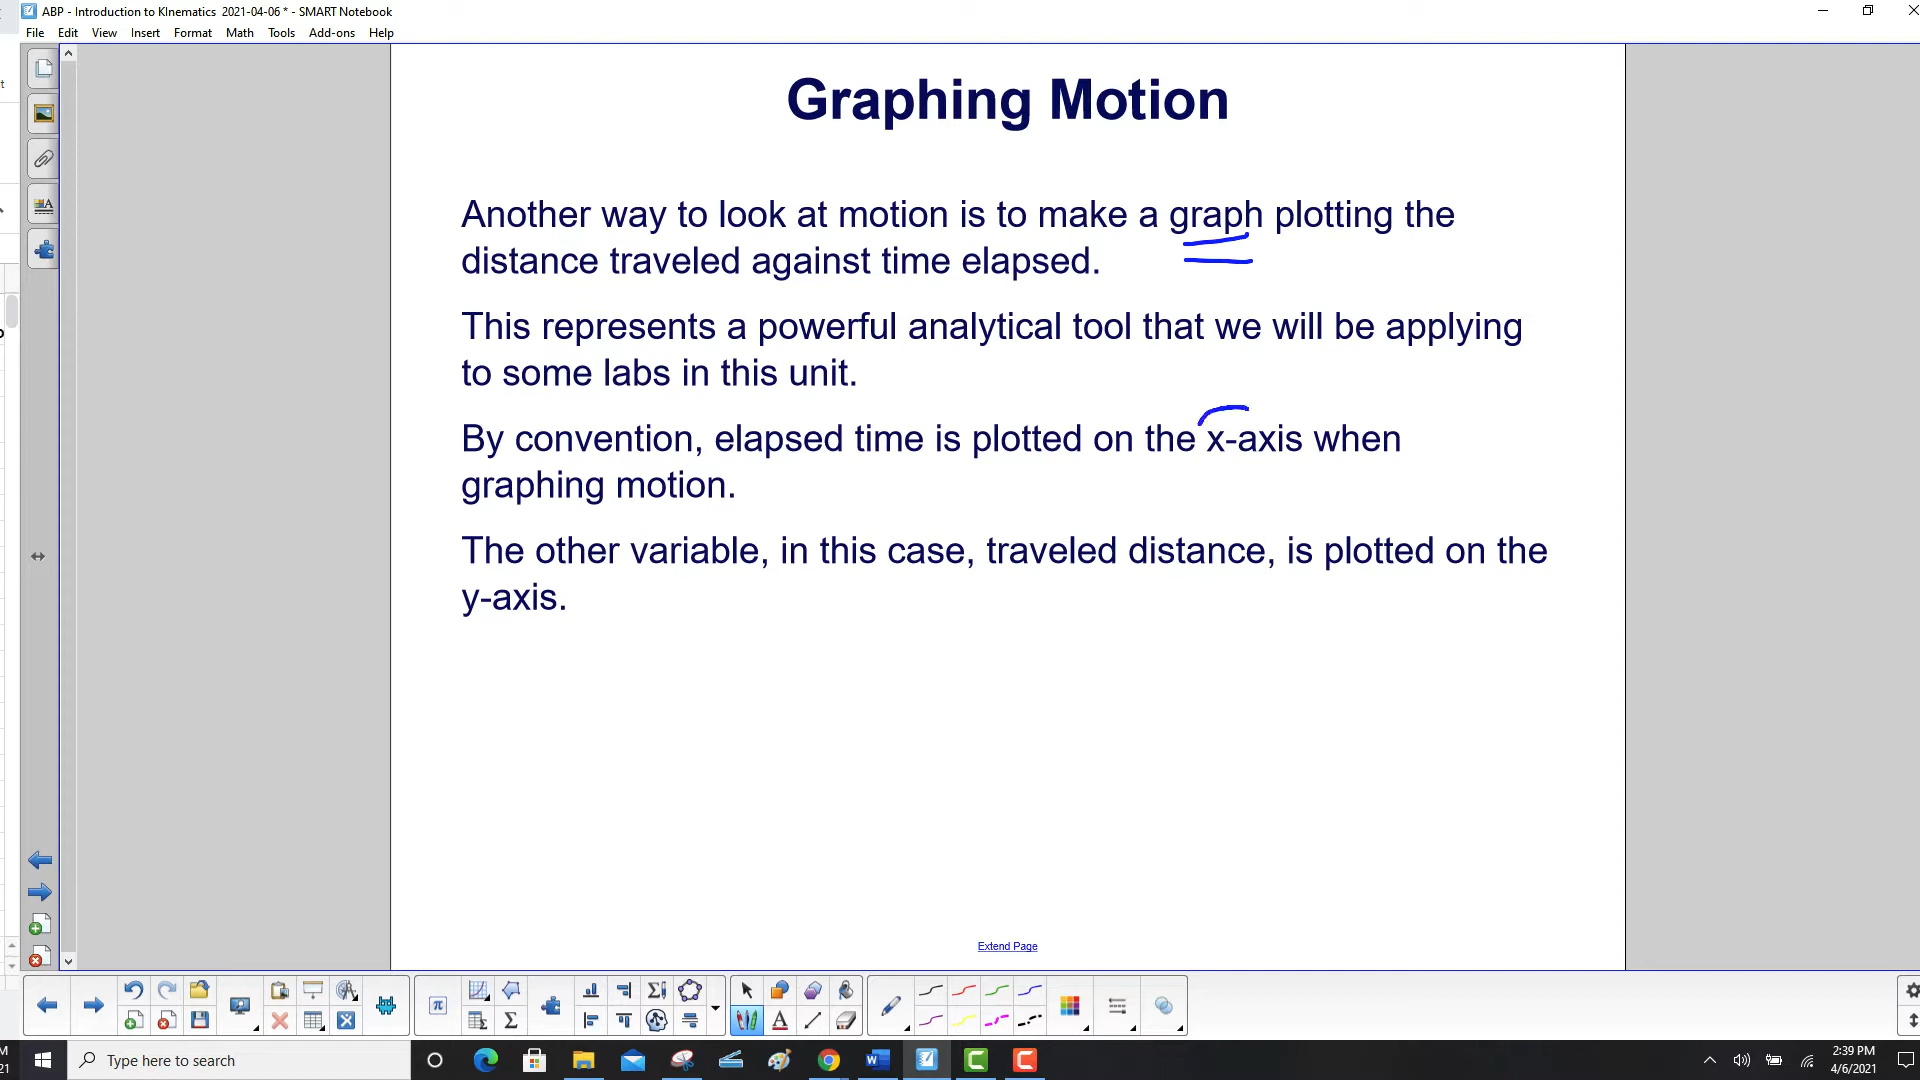 ABP - Introduction to KInematics 2021-04-06 * - SMART Notebook
File Edit View Insert Format Math Tools Add-ons Help
Graphing Motion
Another way to look at motion is to make a graph plotting the
distance traveled against time elapsed.
This represents a powerful analytical tool that we will be applying
to some labs in this unit.
By convention, elapsed time is plotted on the x-axis when
graphing motion.
The other variable, in this case, traveled distance, is plotted on the
y-axis.
Extend Page
Type here to search
2:39 PM
4/6/2021